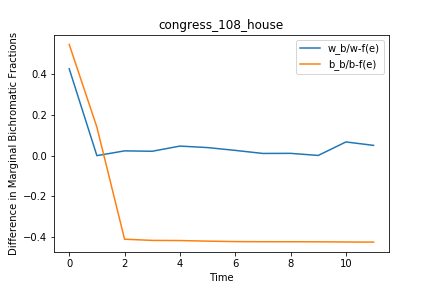 congress_108_house
Difference in Marginal Bichromatic Fractions
0.4
0.2
0.0
−0.2
−0.4
w_b/w-f(e)
b_b/b-f(e)
0
2
4
6
8
10
Time